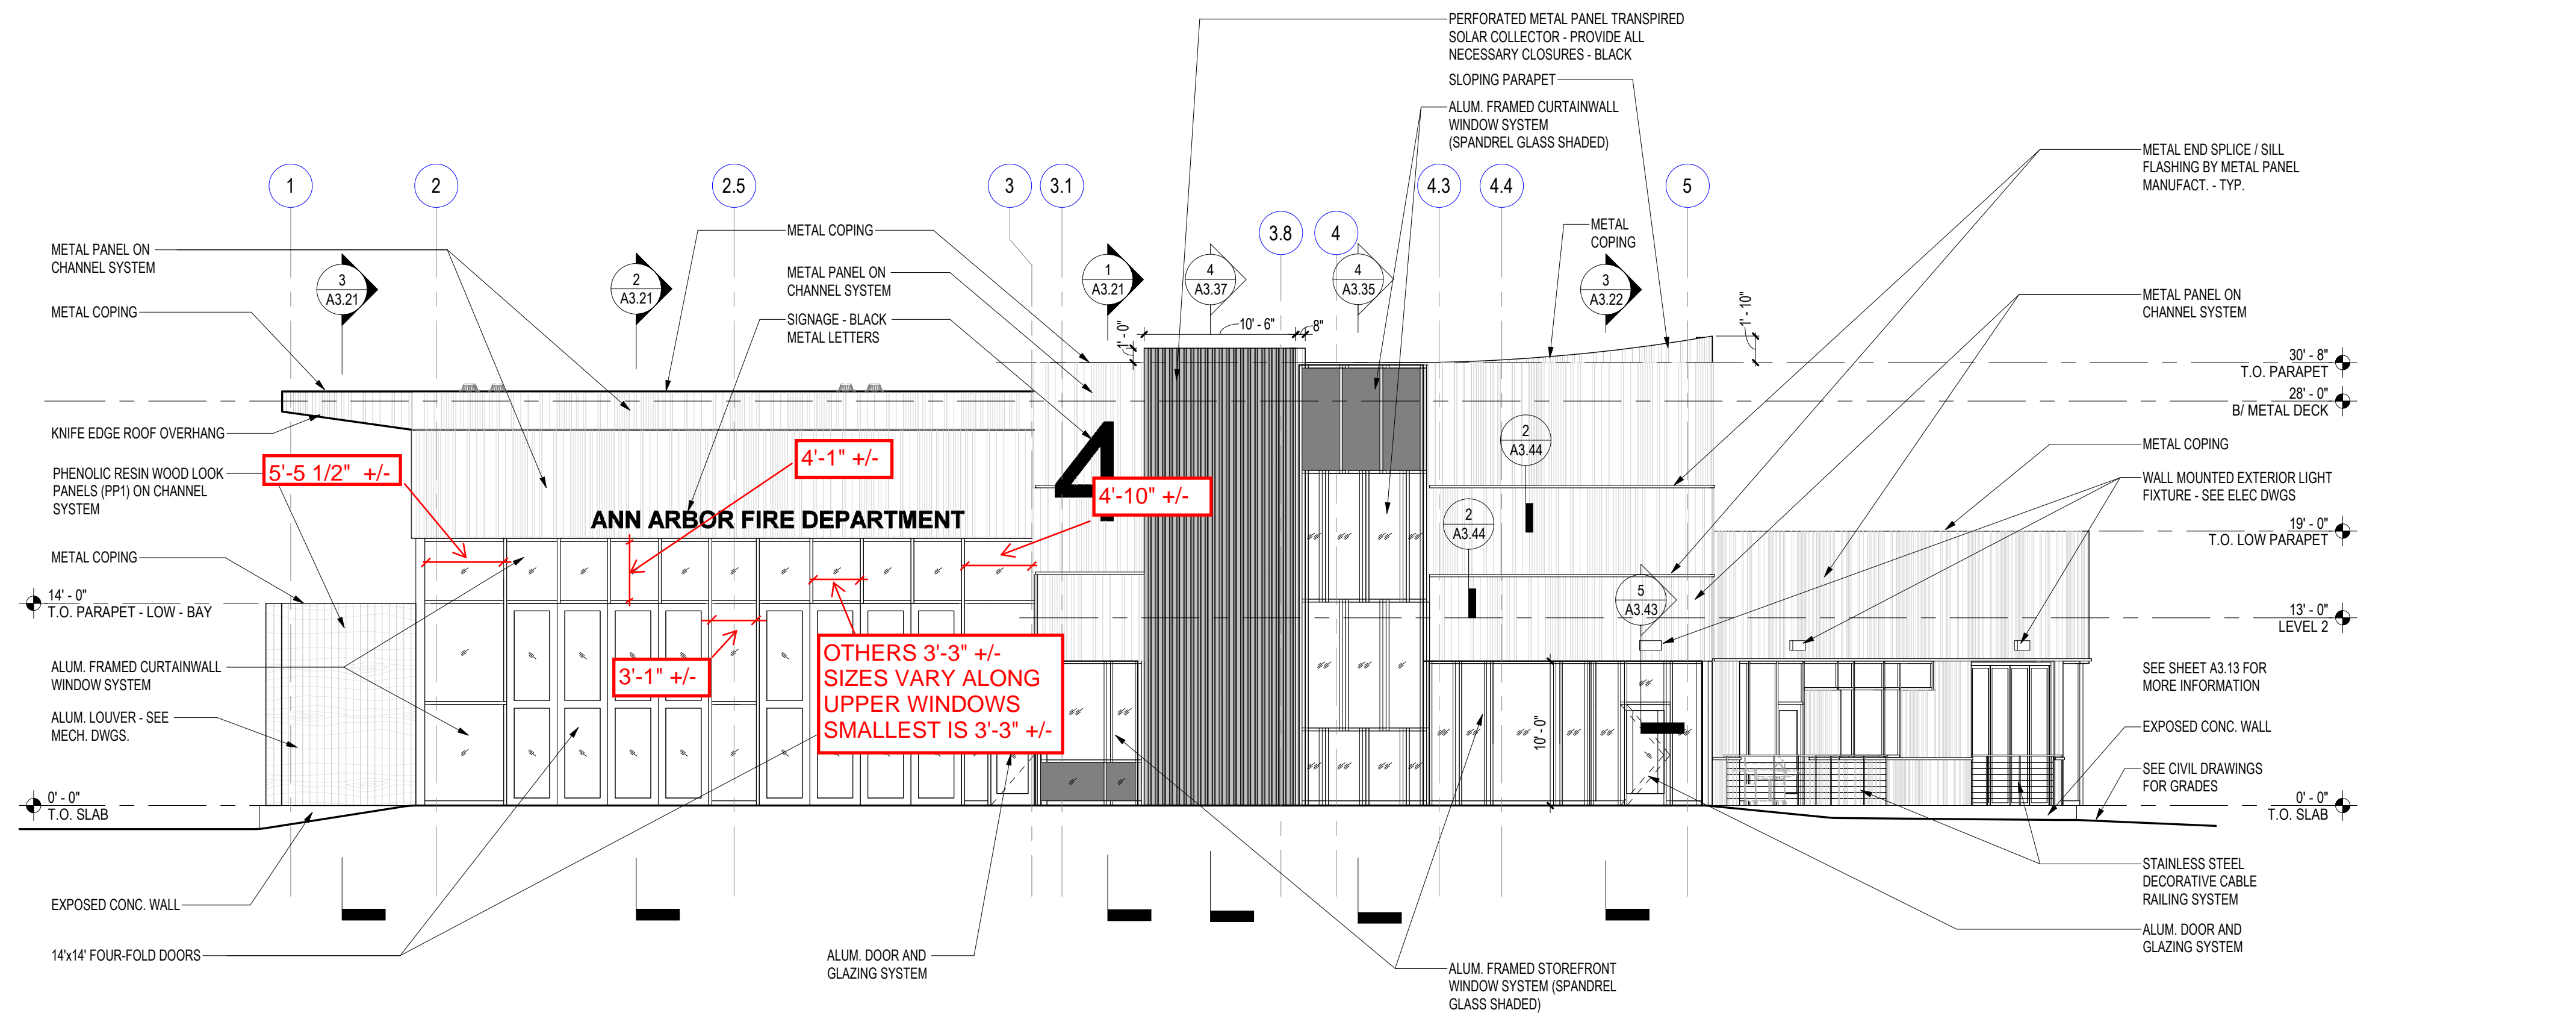 PERFORATED METAL PANEL TRANSPIRED
SOLAR COLLECTOR - PROVIDE ALL
NECESSARY CLOSURES - BLACK
SLOPING PARAPET
ALUM. FRAMED CURTAINWALL
WINDOW SYSTEM
(SPANDREL GLASS SHADED)
METAL END SPLICE / SILL
FLASHING BY METAL PANEL
MANUFACT. - TYP.
1
2
2.5
3
3.1
4.3
4.4
5
3.8
4
METAL COPING
METAL
COPING
METAL PANEL ON
CHANNEL SYSTEM
METAL PANEL ON
CHANNEL SYSTEM
3
A3.21
2
A3.21
1
A3.21
4
A3.37
4
A3.35
3
A3.22
METAL PANEL ON
CHANNEL SYSTEM
METAL COPING
SIGNAGE - BLACK
METAL LETTERS
1' - 0"
10' - 6"
8"
1' - 10"
30' - 8"
T.O. PARAPET
28' - 0"
B/ METAL DECK
KNIFE EDGE ROOF OVERHANG
4
2
A3.44
METAL COPING
PHENOLIC RESIN WOOD LOOK
PANELS (PP1) ON CHANNEL
SYSTEM
5'-5 1/2" +/-
4'-1" +/-
4'-10" +/-
WALL MOUNTED EXTERIOR LIGHT
FIXTURE - SEE ELEC DWGS
ANN ARBOR FIRE DEPARTMENT
2
A3.44
19' - 0"
T.O. LOW PARAPET
METAL COPING
14' - 0"
T.O. PARAPET - LOW - BAY
5
A3.43
13' - 0"
LEVEL 2
ALUM. FRAMED CURTAINWALL
WINDOW SYSTEM
3'-1" +/-
OTHERS 3'-3" +/-
SIZES VARY ALONG
UPPER WINDOWS
SMALLEST IS 3'-3" +/-
SEE SHEET A3.13 FOR
MORE INFORMATION
ALUM. LOUVER - SEE
MECH. DWGS.
10' - 0"
EXPOSED CONC. WALL
SEE CIVIL DRAWINGS
FOR GRADES
0' - 0"
T.O. SLAB
0' - 0"
T.O. SLAB
STAINLESS STEEL
DECORATIVE CABLE
RAILING SYSTEM
EXPOSED CONC. WALL
ALUM. DOOR AND
GLAZING SYSTEM
14'x14' FOUR-FOLD DOORS
ALUM. DOOR AND
GLAZING SYSTEM
ALUM. FRAMED STOREFRONT
WINDOW SYSTEM (SPANDREL
GLASS SHADED)